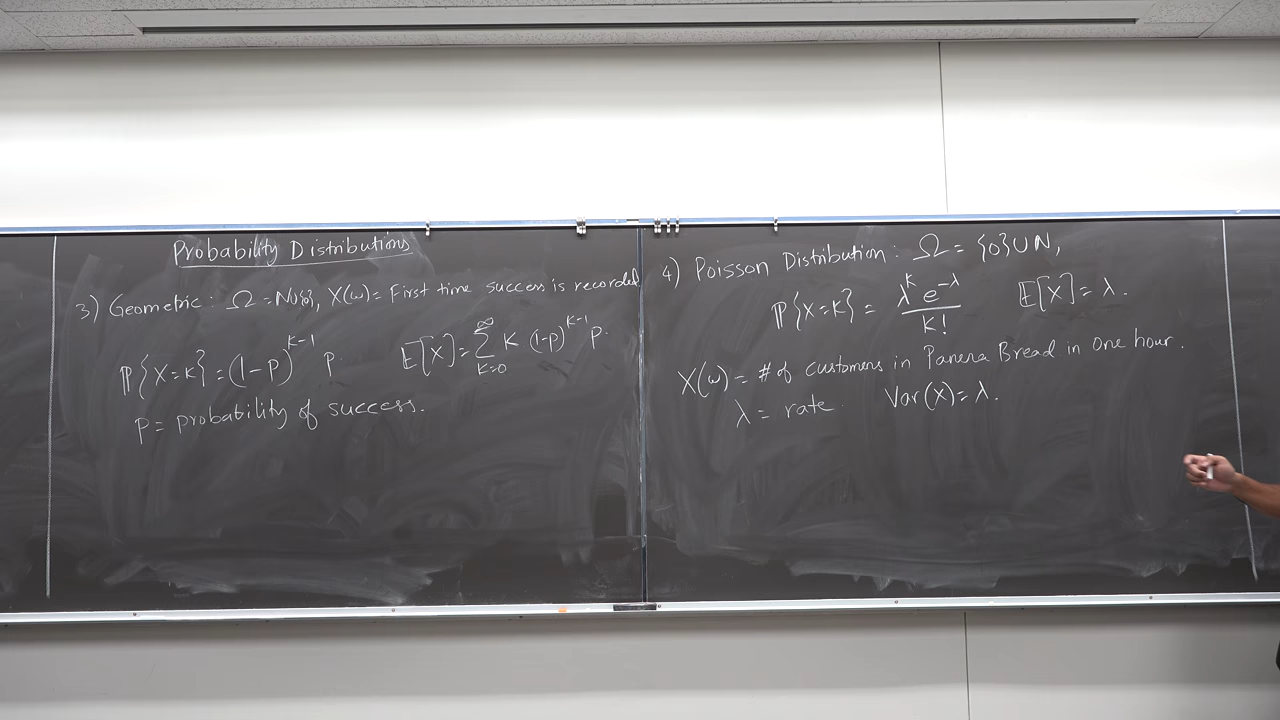 Probability Distributions
3) Geometric: Ω = ℕ∪{0}, X(ω) = First time success is recorded
ℙ{X=k} = (1-p)^{k-1} p. E[X] = ∑_{k=0}^{∞} k (1-p)^{k-1} p.
p = probability of success.
4) Poisson Distribution: Ω = {0}∪ℕ,
ℙ{X=k} = λ^k e^{-λ} / k! E[X] = λ.
X(ω) = # of customers in Panera Bread in one hour.
λ = rate. Var(X) = λ.